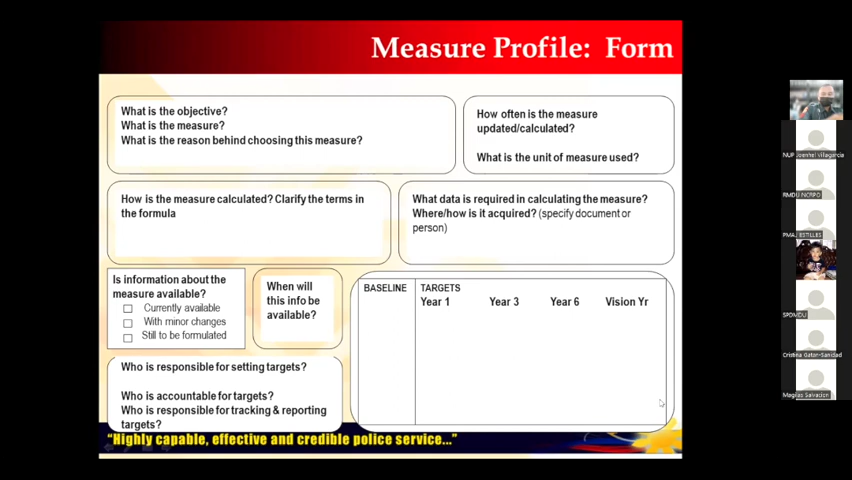 Measure Profile: Form
What is the objective?
What is the measure?
What is the reason behind choosing this measure?
How often is the measure
updated/calculated?
What is the unit of measure used?
How is the measure calculated? Clarify the terms in
the formula
What data is required in calculating the measure?
Where/how is it acquired? (specify document or
person)
Is information about the
measure available?
Currently available
With minor changes
Still to be formulated
When will
this info be
available?
BASELINE TARGETS
Year 1 Year 3 Year 6 Vision Yr
Who is responsible for setting targets?
Who is accountable for targets?
Who is responsible for tracking & reporting
targets?
“Highly capable, effective and credible police service...”
NUP Joenhel Villagarcia
RMDU NCRPO
PMAJ ESTILLES
SPDMDU
Cristina Gaton-Sanidad
Magilas Salvacion